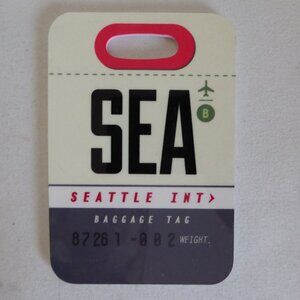 SEA
B
SEATTLE INT>
BAGGAGE TAG
87261-002 WEIGHT.